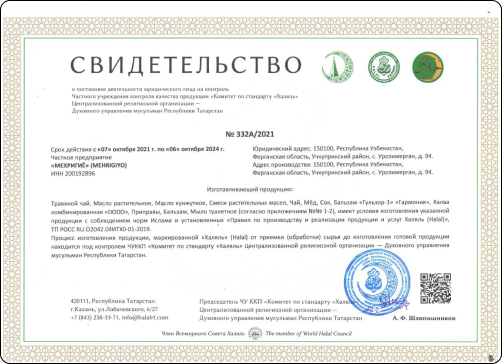 СВИДЕТЕЛЬСТВО
о постановке деятельности юридического лица на контроль
Частного учреждения контроля качества продукции «Комитет по стандарту «Халяль»
Централизованной религиозной организации —
Духовного управления мусульман Республики Татарстан
№ 332А/2021
Срок действия с «07» октября 2021 г. по «06» октября 2024 г.
Частное предприятие
«МЕХРИГИЁ» (MEHRIGIYO)
ИНН 200192896
Юридический адрес: 150100, Республика Узбекистан,
Ферганская область, Учкуприкский район, с. Урозимерган, д. 94.
Адрес производства: 150100, Республика Узбекистан,
Ферганская область, Учкуприкский район, с. Урозимерган, д. 94.
Изготавливающий продукцию:
Травяной чай, Масло растительное, Масло кунжутное, Смеси растительных масел, Чай, Мёд, Сок, Бальзам «Гульзор-3» «Гармония», Халва
комбинированная «ОООО», Приправы, Бальзам, Мыло туалетное (согласно приложениям №№ 1-2), имеет условия изготовления указанной
продукции с соблюдением норм Ислама и установленных «Правил по производству и реализации продукции и услуг Халяль (Halal)»,
ТП РОСС RU.О2042.04ИТХ0-01-2019.
Процесс изготовления продукции, маркированной «Халяль» (Halal) от приемки (обработки) сырья до изготовления готовой продукции
находится под контролем ЧУККП «Комитет по стандарту «Халяль» Централизованной религиозной организации — Духовного управления
мусульман Республики Татарстан.
420111, Республика Татарстан
г.Казань, ул.Лобачевского, 6/27
+7 (843) 238-33-71, info@halalrt.com
Председатель ЧУ ККП «Комитет по стандарту
«Халяль» Централизованной религиозной организации —
Духовного управления мусульман Республики Татарстан
А. Ф. Шляпошников
Член Всемирного Совета Халяль
The member of World Halal Council